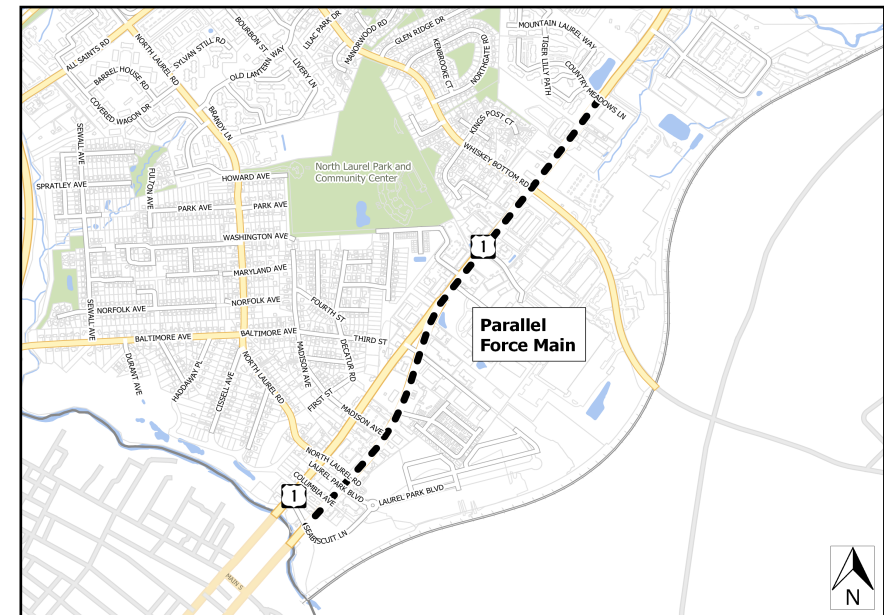 MOUNTAIN LAUREL WAY
LILAC PARK DR
GLEN RIDGE DR
BOURBON ST
MANORWOOD RD
ALL SAINTS RD
NORTH LAUREL RD
SYLVAN STILL RD
KENBROOKE CT
NORTHGATE RD
TIGER LILLY PATH
COUNTRY MEADOWS LN
OLD LANTERN WAY
LIVERY LN
BARREL HOUSE RD
COVERED WAGON DR
BRANDY LN
KINGS POST CT
SEWALL AVE
WHISKEY BOTTOM RD
North Laurel Park and
Community Center
FULTON AVE
HOWARD AVE
SPRATLEY AVE
PARK AVE
PARK AVE
WASHINGTON AVE
1
MARYLAND AVE
SEWALL AVE
NORFOLK AVE
NORFOLK AVE
FOURTH ST
Parallel
Force Main
BALTIMORE AVE
BALTIMORE AVE
THIRD ST
DECATUR RD
MADISON AVE
DURANT AVE
HADDAWAY PL
CISSELL AVE
NORTH LAUREL RD
FIRST ST
MADISON AVE
NORTH LAUREL RD
LAUREL PARK BLVD
COLUMBIA AVE
1
LAUREL PARK BLVD
SEABISCUIT LN
MAIN S
N